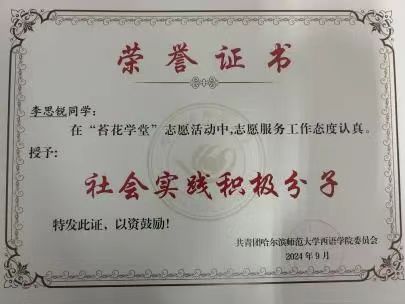 荣誉证书
李思锐同学：
在“苔花学堂”志愿活动中,志愿服务工作态度认真。
授予：
社会实践积极分子
特发此证，以资鼓励！
共青团哈尔滨师范大学西语学院委员会
2024年9月